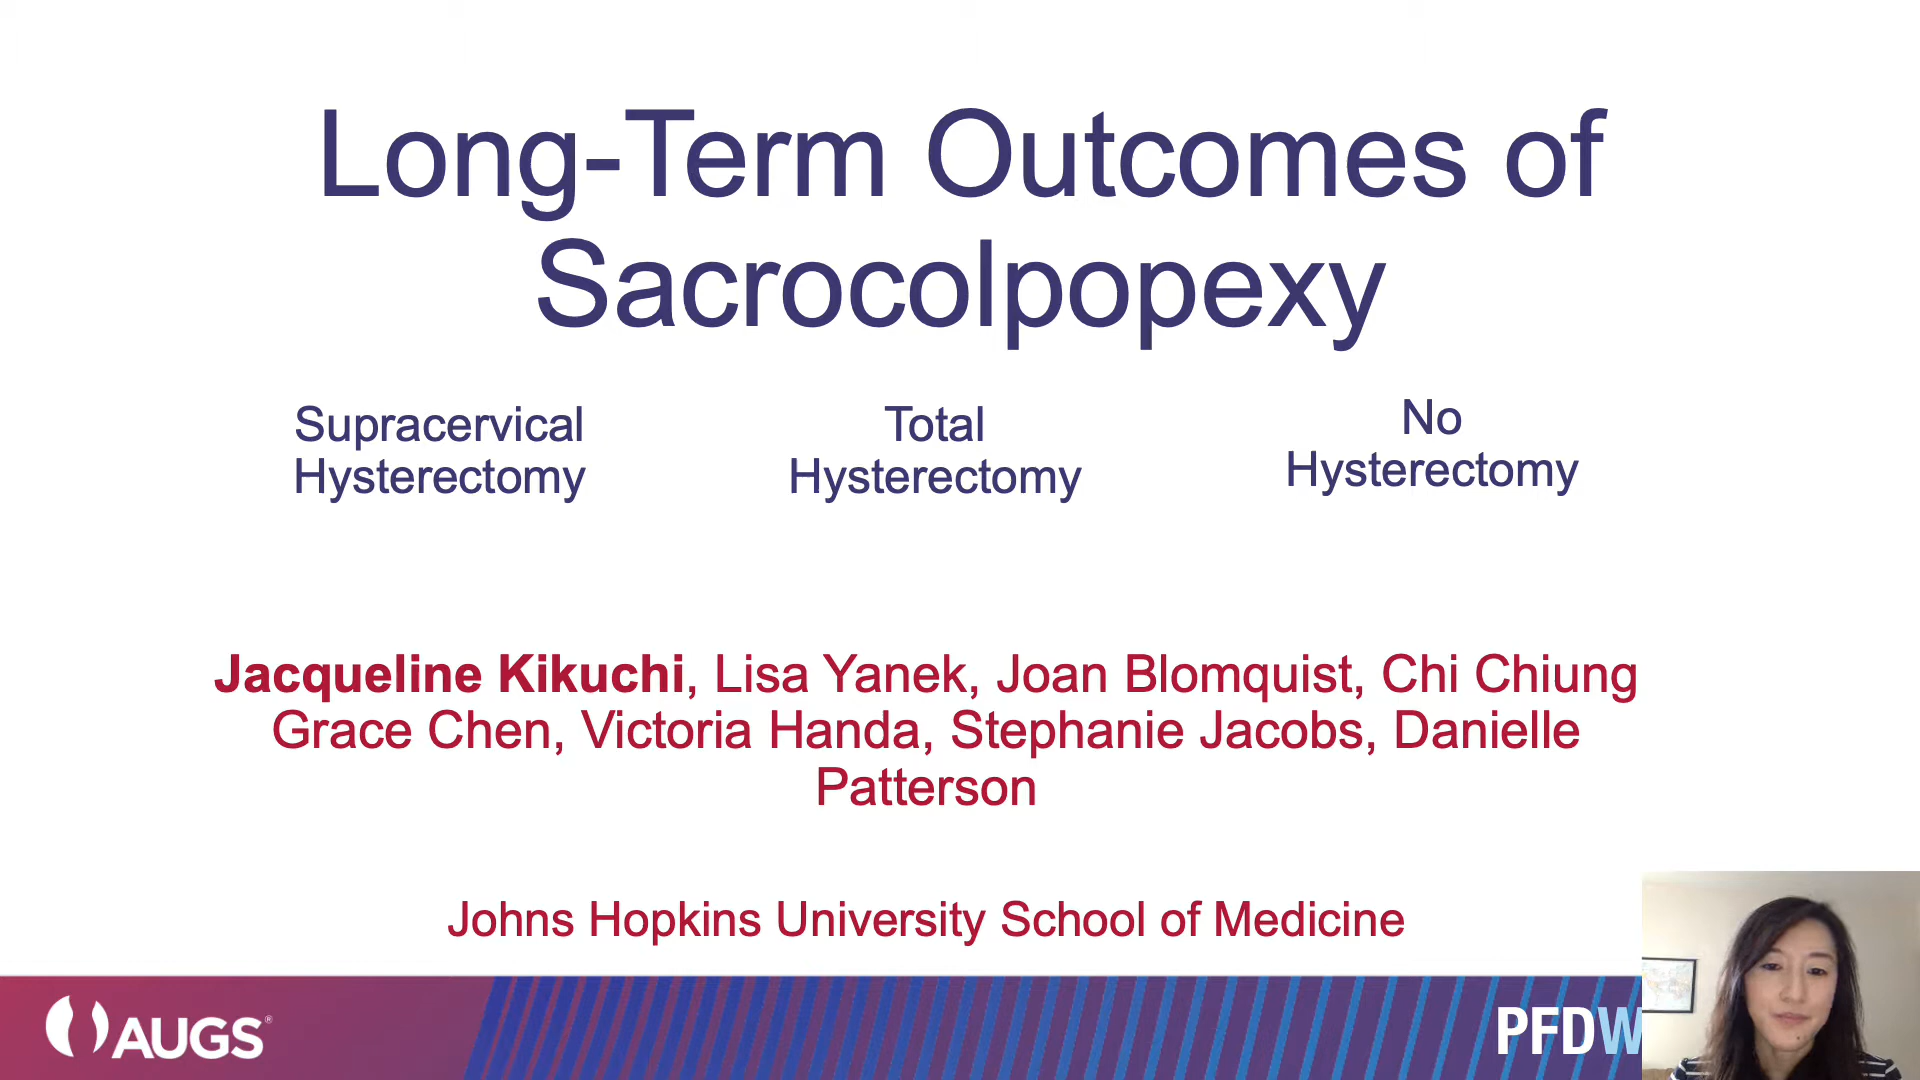 Long-Term Outcomes of
Sacrocolpopexy
Supracervical
Hysterectomy
Total
Hysterectomy
No
Hysterectomy
Jacqueline Kikuchi, Lisa Yanek, Joan Blomquist, Chi Chiung
Grace Chen, Victoria Handa, Stephanie Jacobs, Danielle
Patterson
Johns Hopkins University School of Medicine
AUGS®
PFDW